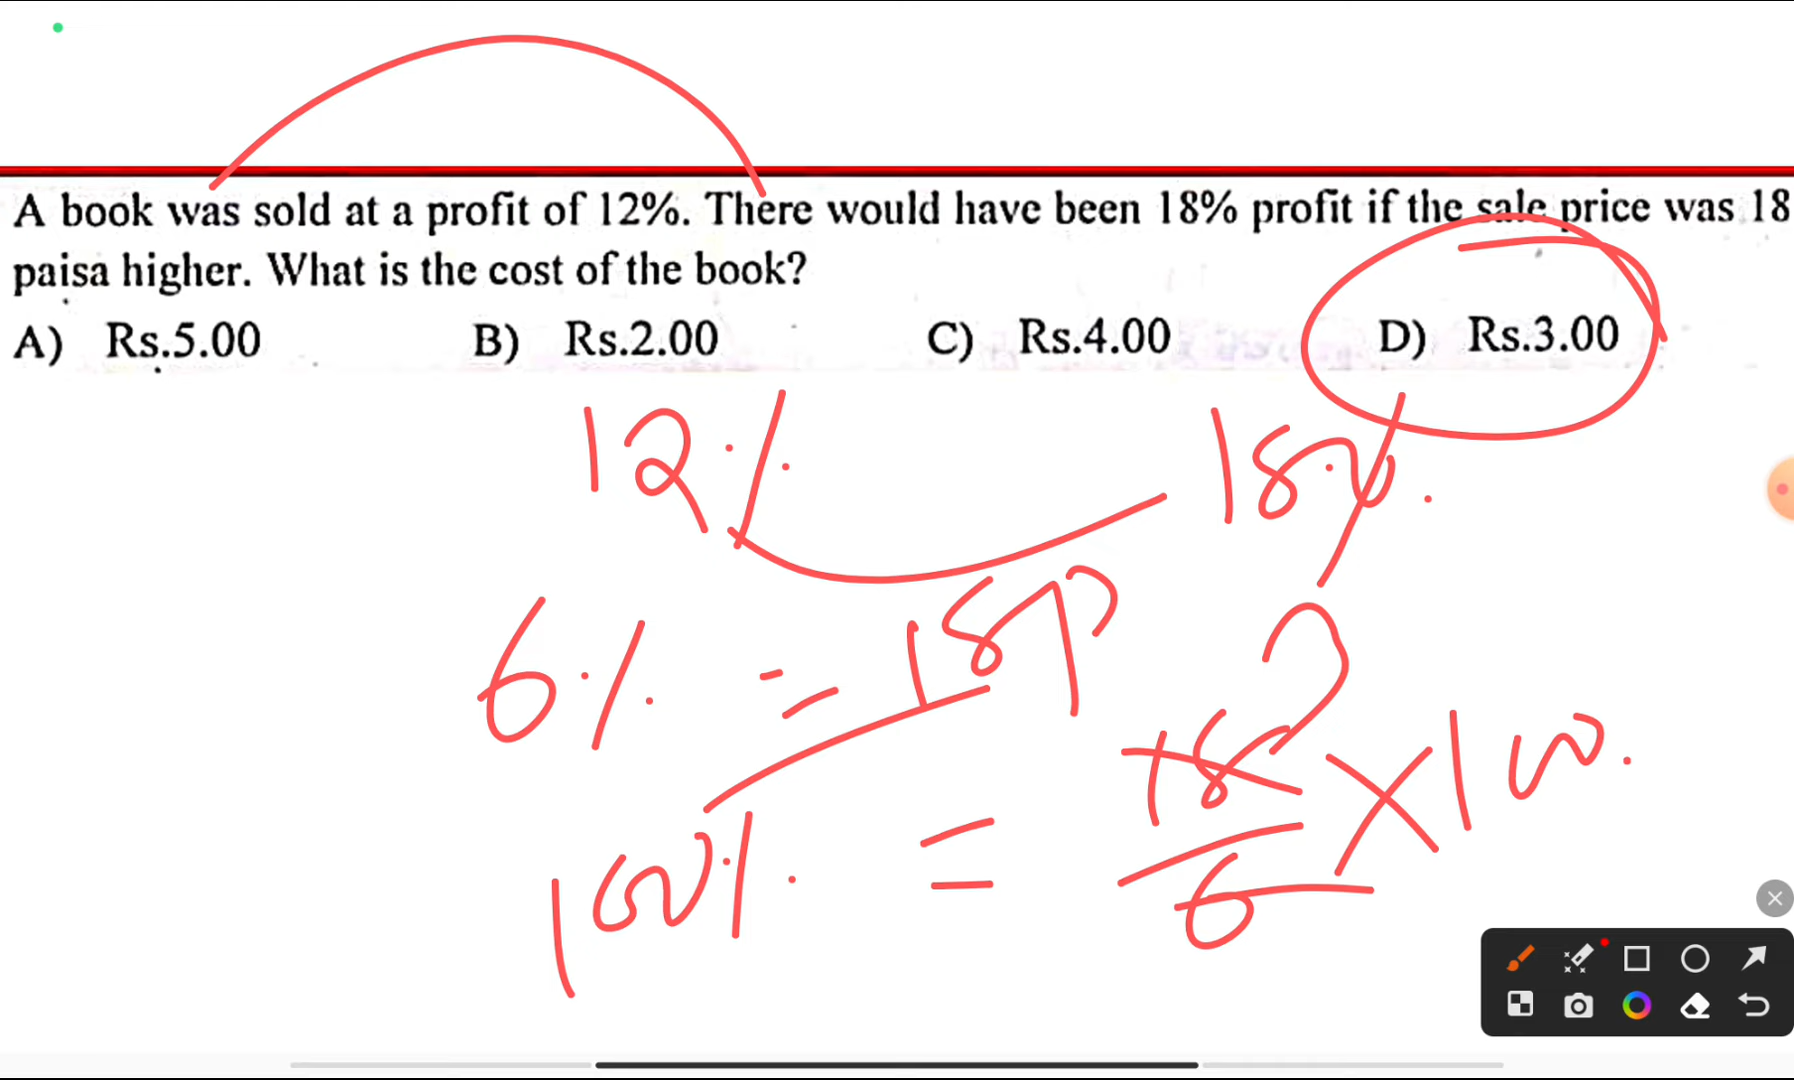 A book was sold at a profit of 12%. There would have been 18% profit if the sale price was 18
paisa higher. What is the cost of the book?
A) Rs.5.00 B) Rs.2.00 C) Rs.4.00 D) Rs.3.00
12% 18%
6% = 18P
100% = 18/6 × 100